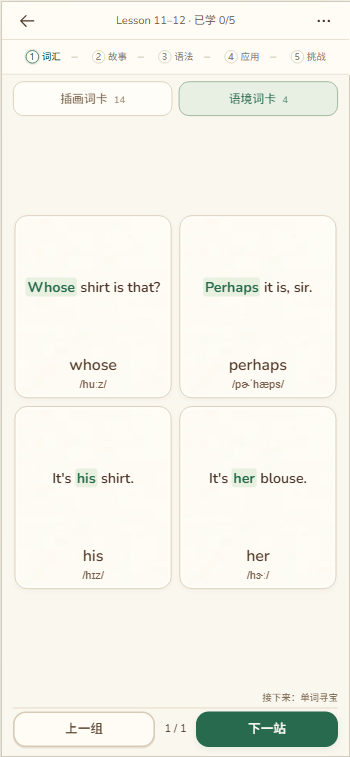 Lesson 11–12 · 已学 0/5
1 词汇 – 2 故事 – 3 语法 – 4 应用 – 5 挑战
插画词卡 14 语境词卡 4
Whose shirt is that?
whose
/huːz/
Perhaps it is, sir.
perhaps
/pɚˈhæps/
It's his shirt.
his
/hɪz/
It's her blouse.
her
/hɝː/
接下来：单词寻宝
上一组 1 / 1 下一站